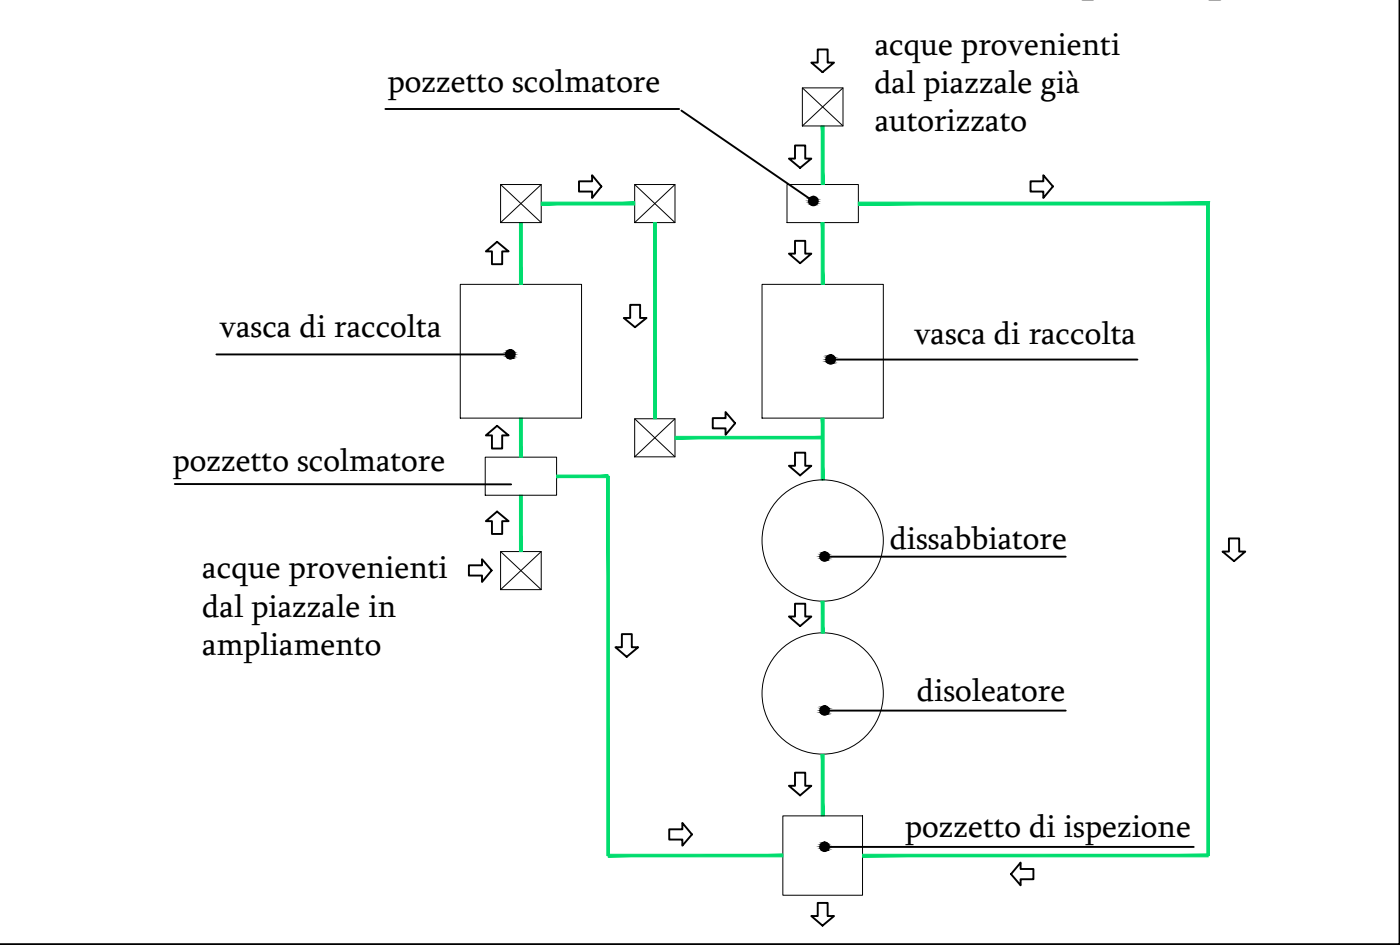 acque provenienti
dal piazzale già
autorizzato
pozzetto scolmatore
vasca di raccolta
vasca di raccolta
pozzetto scolmatore
acque provenienti
dal piazzale in
ampliamento
dissabbiatore
disoleatore
pozzetto di ispezione